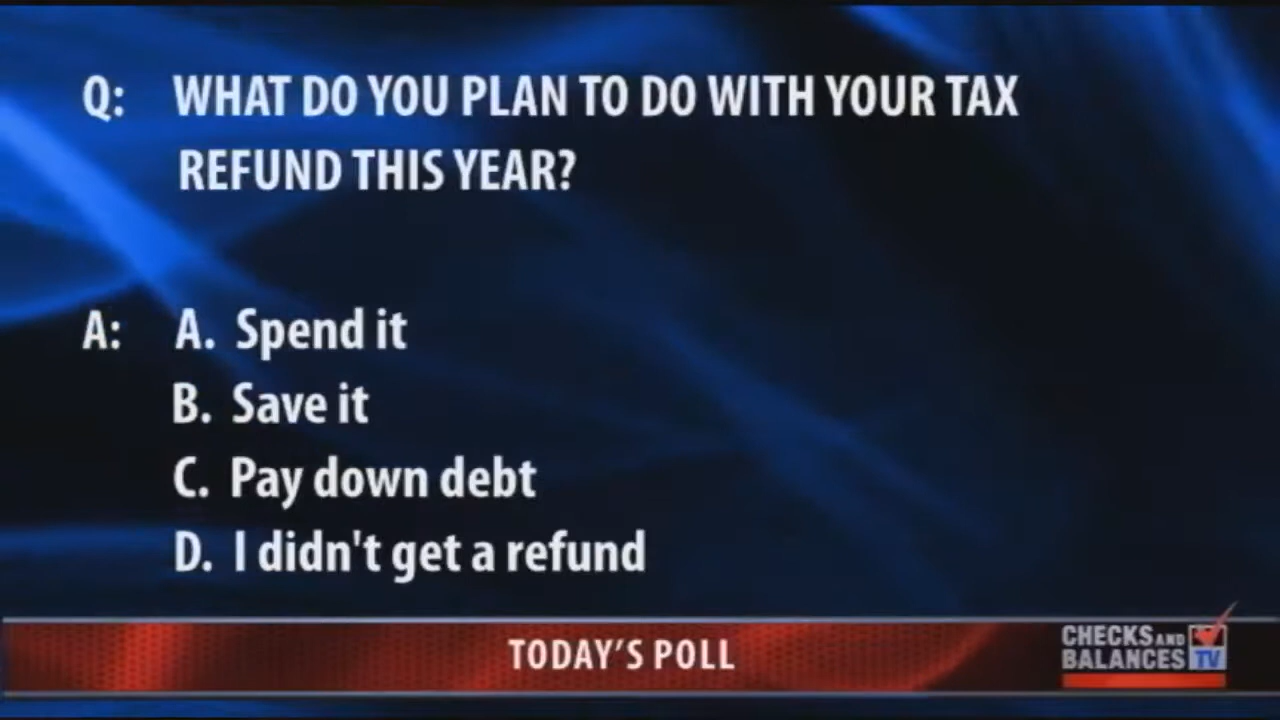 Q: WHAT DO YOU PLAN TO DO WITH YOUR TAX
REFUND THIS YEAR?
A: A. Spend it
B. Save it
C. Pay down debt
D. I didn't get a refund
TODAY'S POLL
CHECKS AND
BALANCES TV